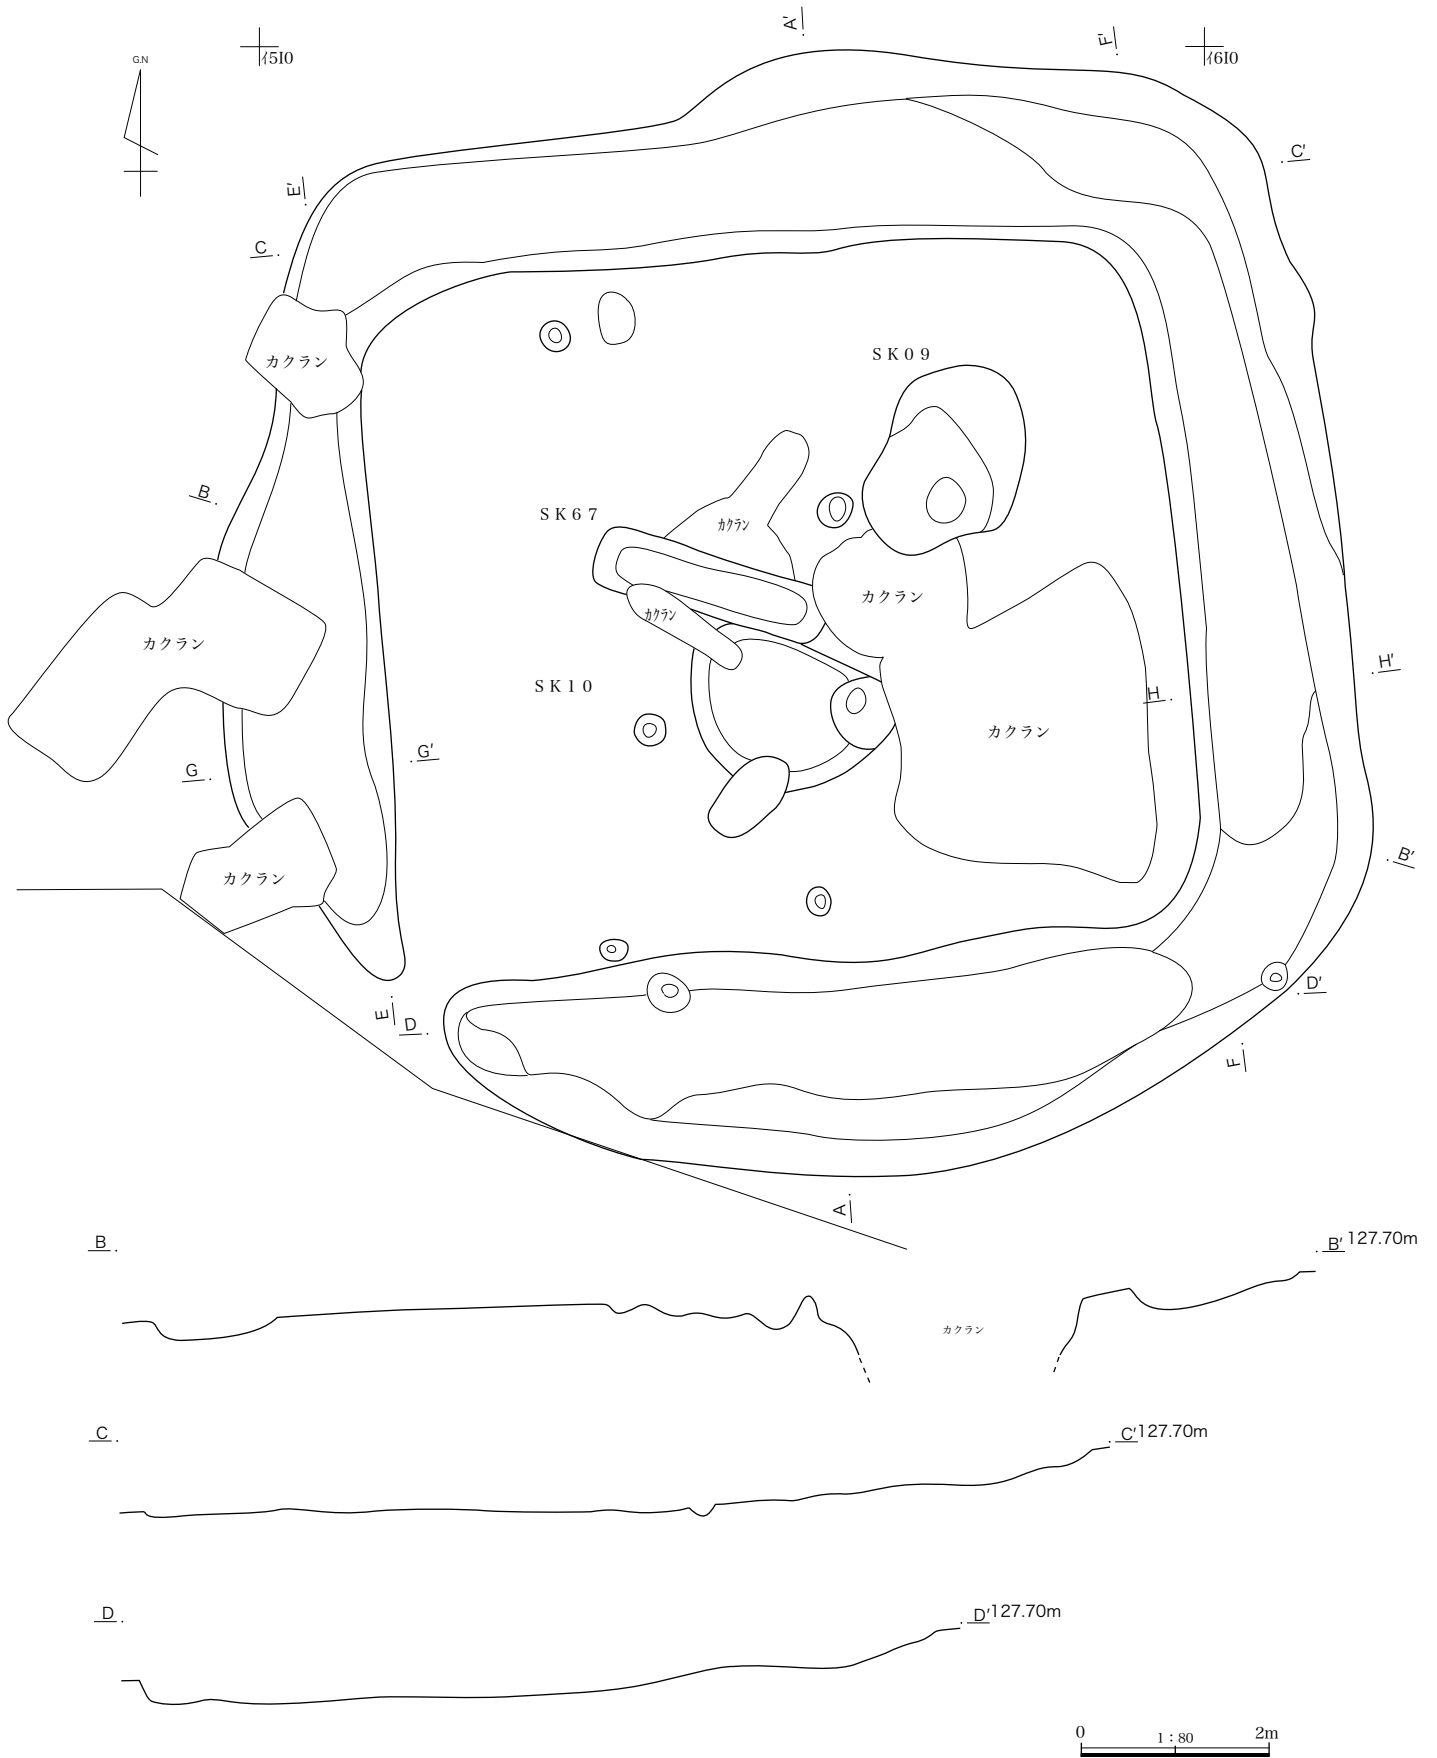 A'
F'
G.N
ｲ5I0
ｲ6I0
C'
E'
C
SK09
カクラン
B
SK67
カクラン
カクラン
カクラン
カクラン
H'
SK10
H
カクラン
G'
G
B'
カクラン
D'
E
D
F
A
B
B' 127.70m
カクラン
C
C' 127.70m
D
D' 127.70m
0 1：80 2m